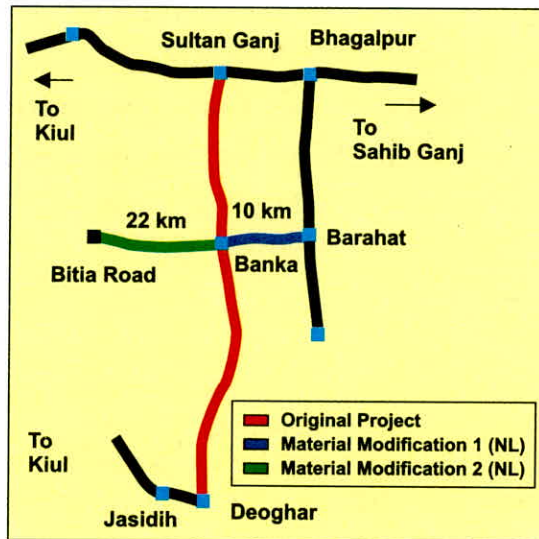 Sultan Ganj
Bhagalpur
To
Kiul
To
Sahib Ganj
22 km
10 km
Barahat
Bitia Road
Banka
Original Project
Material Modification 1 (NL)
Material Modification 2 (NL)
To
Kiul
Jasidih
Deoghar